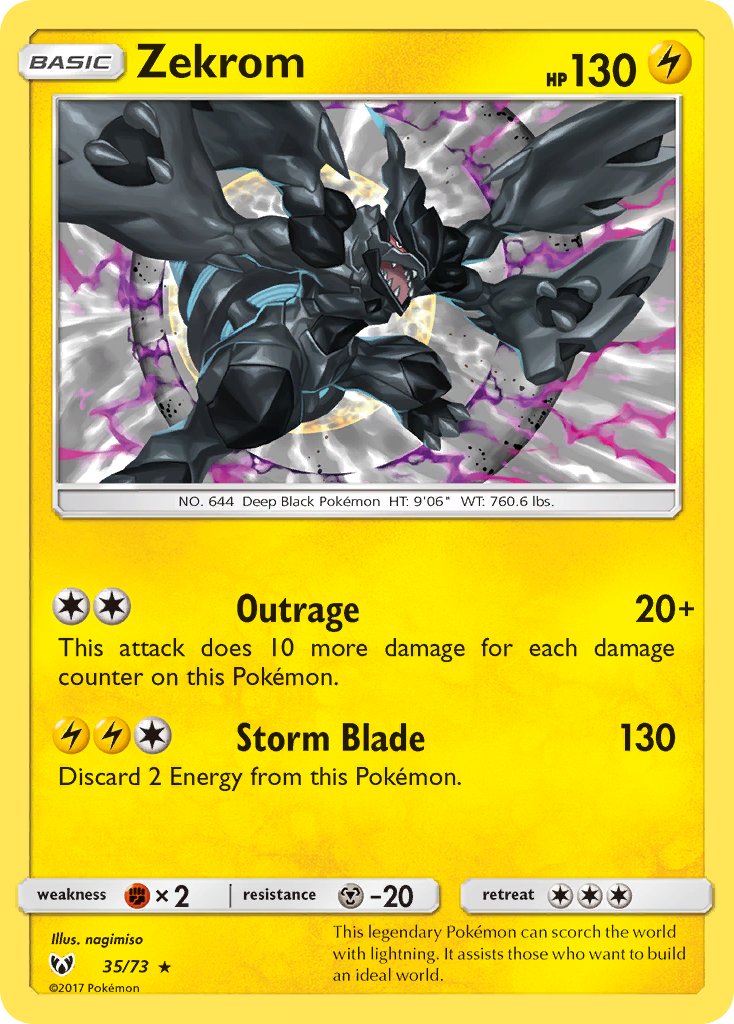 BASIC Zekrom HP 130
NO. 644 Deep Black Pokémon HT: 9'06" WT: 760.6 lbs.
Outrage 20+
This attack does 10 more damage for each damage
counter on this Pokémon.
Storm Blade 130
Discard 2 Energy from this Pokémon.
weakness × 2 resistance -20 retreat
Illus. nagimiso
35/73 ★
©2017 Pokémon
This legendary Pokémon can scorch the world
with lightning. It assists those who want to build
an ideal world.